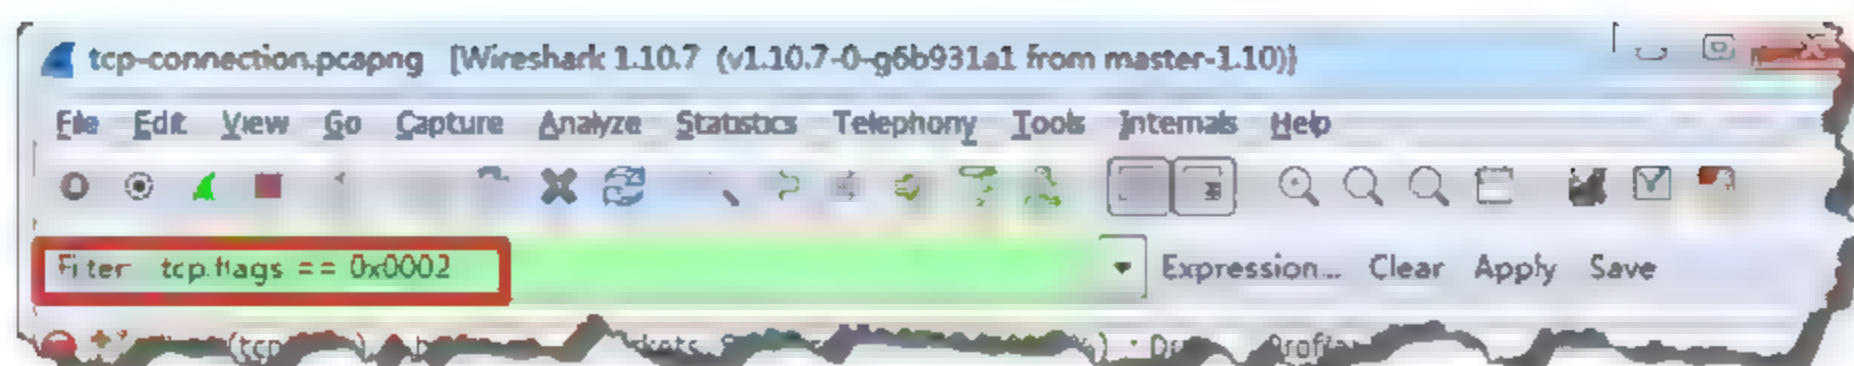 tcp-connection.pcapng [Wireshark 1.10.7 (v1.10.7-0-g6b931a1 from master-1.10)]
File Edit View Go Capture Analyze Statistics Telephony Tools Internals Help
Filter tcp.flags == 0x0002 Expression... Clear Apply Save